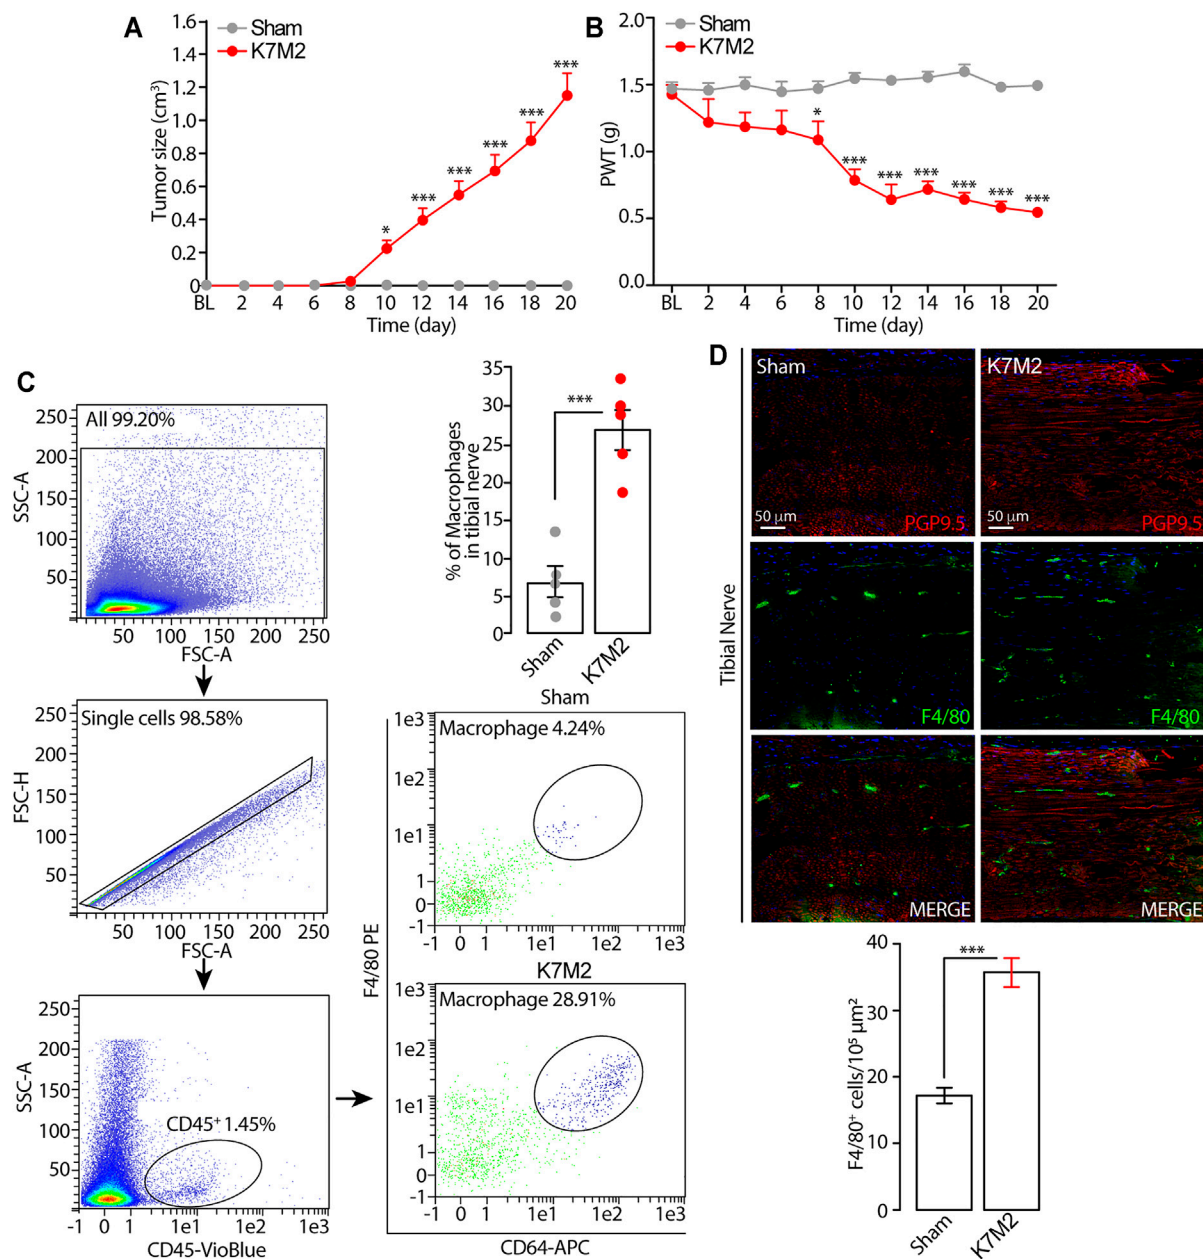 A
Sham
K7M2
Tumor size (cm³)
1.6
1.4
1.2
1.0
0.8
0.6
0.4
0.2
0
*
***
***
***
***
***
BL 2 4 6 8 10 12 14 16 18 20
Time (day)
B
Sham
K7M2
PWT (g)
2.0
1.5
1.0
0.5
0.0
*
***
***
***
***
***
***
BL 2 4 6 8 10 12 14 16 18 20
Time (day)
C
All 99.20%
SSC-A
250
200
150
100
50
50 100 150 200 250
FSC-A
Single cells 98.58%
FSC-H
250
200
150
100
50
0
50 100 150 200 250
FSC-A
SSC-A
250
200
150
100
50
0
CD45⁺ 1.45%
-1 0 1 1e1 1e2 1e3
CD45-VioBlue
% of Macrophages
in tibial nerve
35
30
25
20
15
10
5
0
***
Sham
K7M2
Sham
Macrophage 4.24%
1e3
1e2
1e1
1
0
-1
-1 0 1 1e1 1e2 1e3
K7M2
Macrophage 28.91%
1e3
1e2
1e1
1
0
-1
-1 0 1 1e1 1e2 1e3
F4/80 PE
CD64-APC
D
Tibial Nerve
Sham
50 µm
PGP9.5
K7M2
50 µm
PGP9.5
F4/80
F4/80
MERGE
MERGE
F4/80⁺ cells/10⁵ µm²
40
30
20
10
0
***
Sham
K7M2